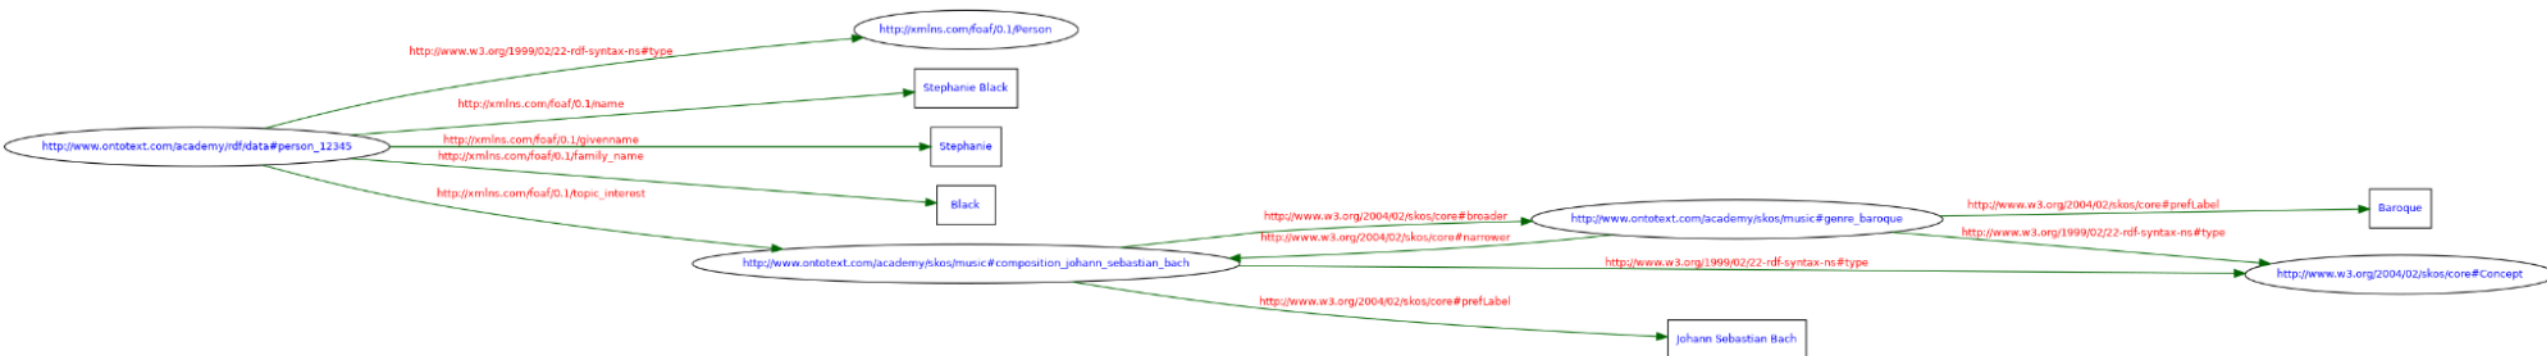 http://xmlns.com/foaf/0.1/Person
http://www.w3.org/1999/02/22-rdf-syntax-ns#type
Stephanie Black
http://xmlns.com/foaf/0.1/name
http://xmlns.com/foaf/0.1/givenname
http://www.ontotext.com/academy/rdf/data#person_12345
Stephanie
http://xmlns.com/foaf/0.1/family_name
http://xmlns.com/foaf/0.1/topic_interest
Black
http://www.w3.org/2004/02/skos/core#prefLabel
Baroque
http://www.w3.org/2004/02/skos/core#broader
http://www.ontotext.com/academy/skos/music#genre_baroque
http://www.w3.org/1999/02/22-rdf-syntax-ns#type
http://www.w3.org/2004/02/skos/core#narrower
http://www.ontotext.com/academy/skos/music#composition_johann_sebastian_bach
http://www.w3.org/1999/02/22-rdf-syntax-ns#type
http://www.w3.org/2004/02/skos/core#Concept
http://www.w3.org/2004/02/skos/core#prefLabel
Johann Sebastian Bach